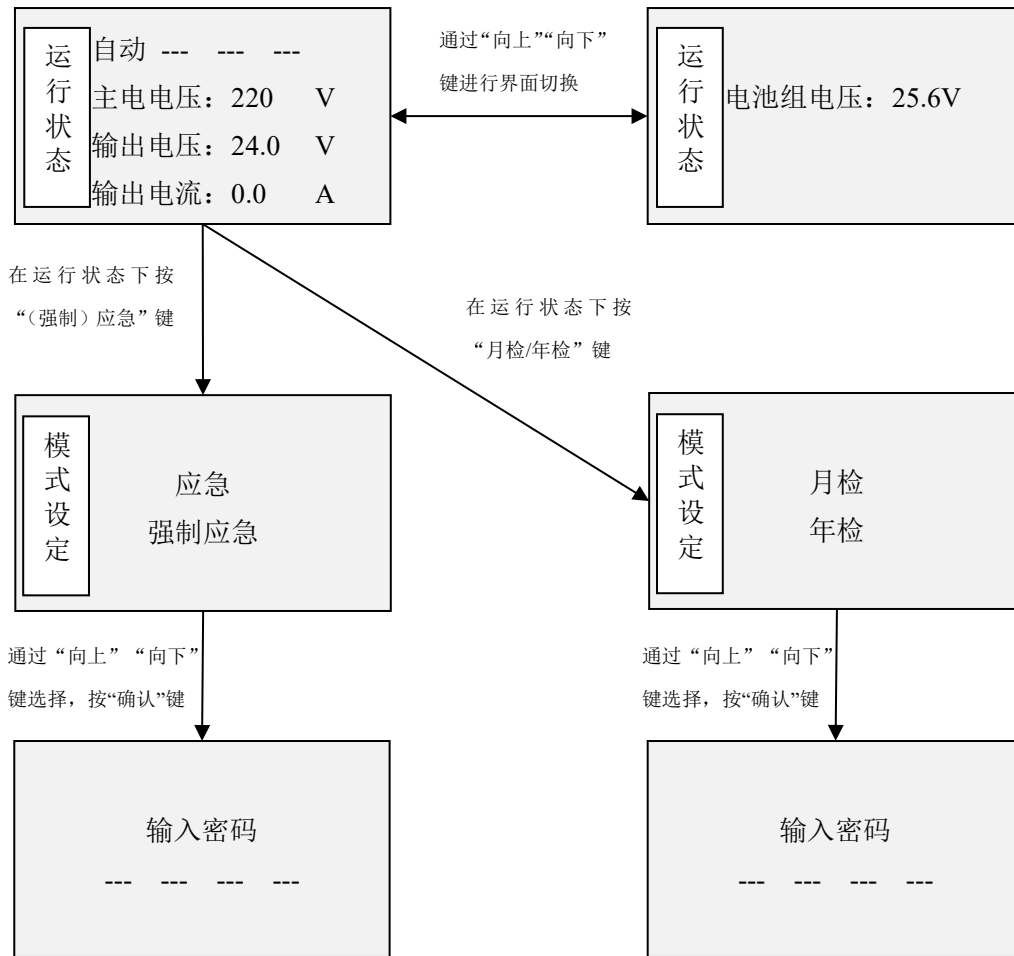 运行状态
自动 --- --- ---
主电电压：220 V
输出电压：24.0 V
输出电流：0.0 A
通过“向上”“向下”
键进行界面切换
运行状态
电池组电压：25.6V
在运行状态下按
“（强制）应急”键
在运行状态下按
“月检/年检”键
模式设定
应急
强制应急
模式设定
月检
年检
通过“向上”“向下”
键选择，按“确认”键
通过“向上”“向下”
键选择，按“确认”键
输入密码
--- --- --- ---
输入密码
--- --- --- ---